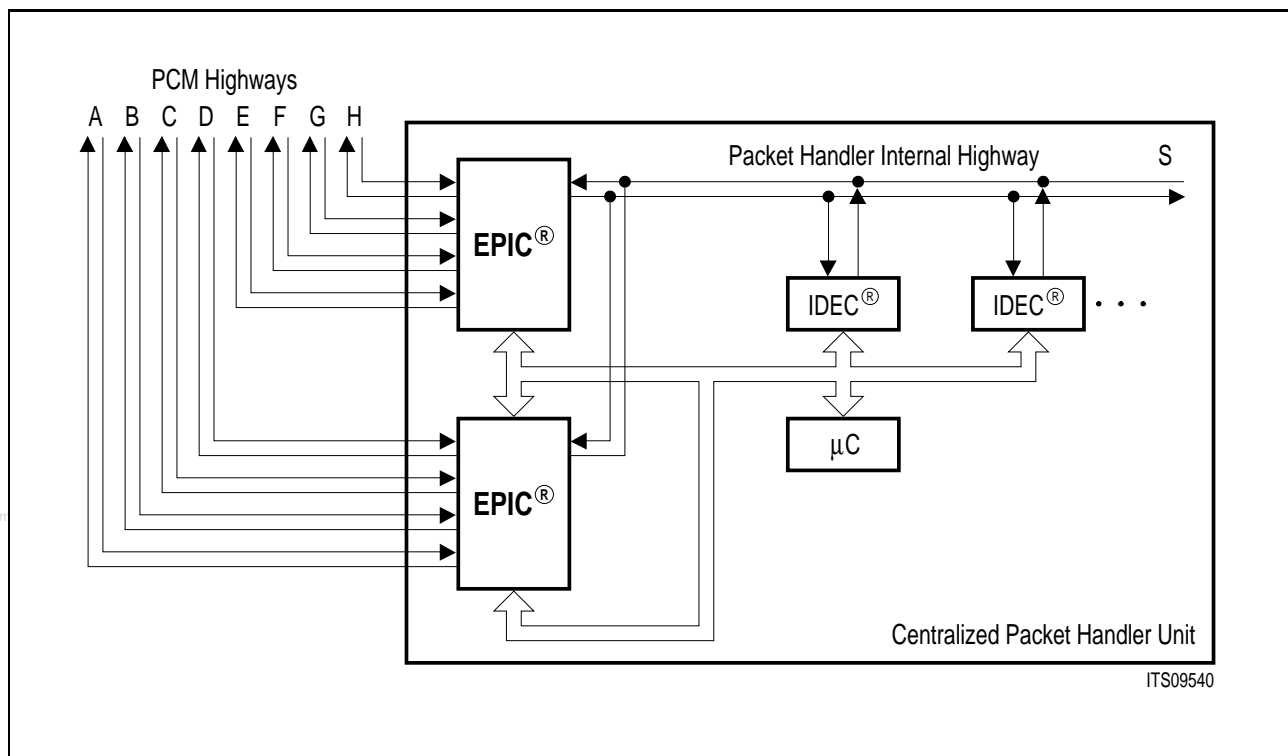 PCM Highways
A B C D E F G H
Packet Handler Internal Highway S
EPIC®
IDEC® IDEC® . . .
µC
EPIC®
Centralized Packet Handler Unit
ITS09540